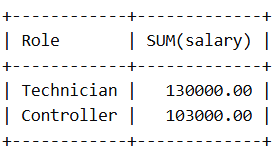 +------------+-------------+
| Role       | SUM(salary) |
+------------+-------------+
| Technician |   130000.00 |
| Controller |   103000.00 |
+------------+-------------+